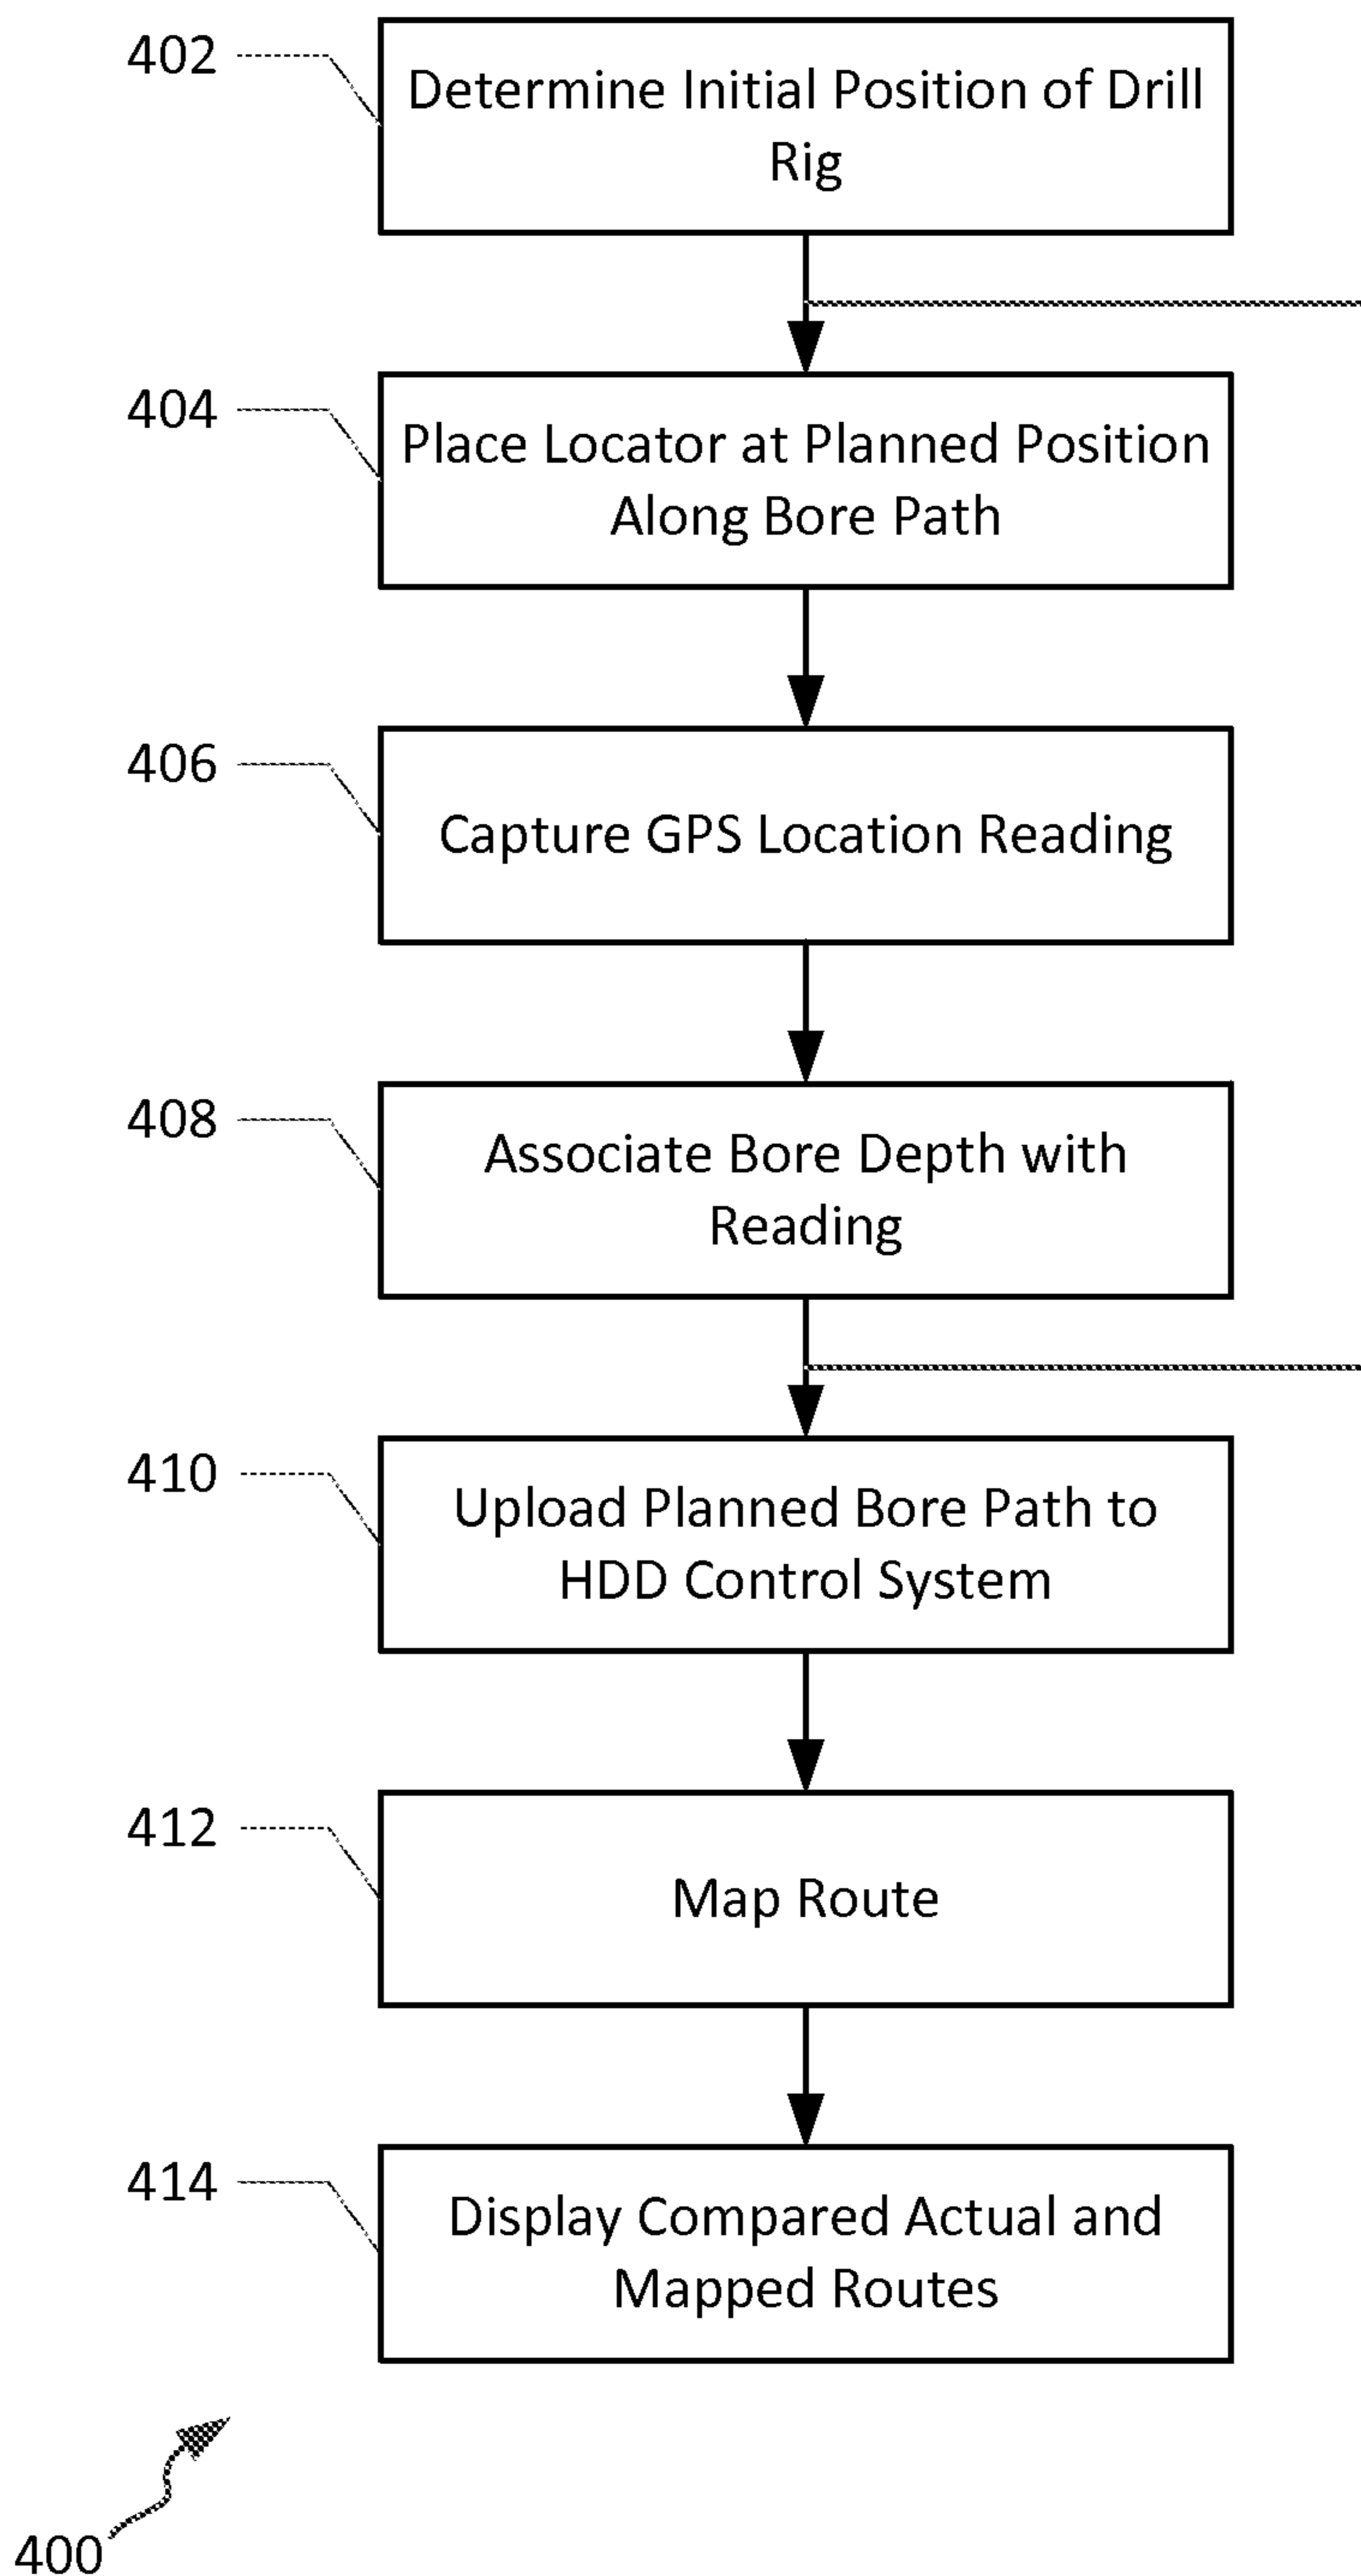 402
Determine Initial Position of Drill
Rig
404
Place Locator at Planned Position
Along Bore Path
406
Capture GPS Location Reading
408
Associate Bore Depth with
Reading
410
Upload Planned Bore Path to
HDD Control System
412
Map Route
414
Display Compared Actual and
Mapped Routes
400